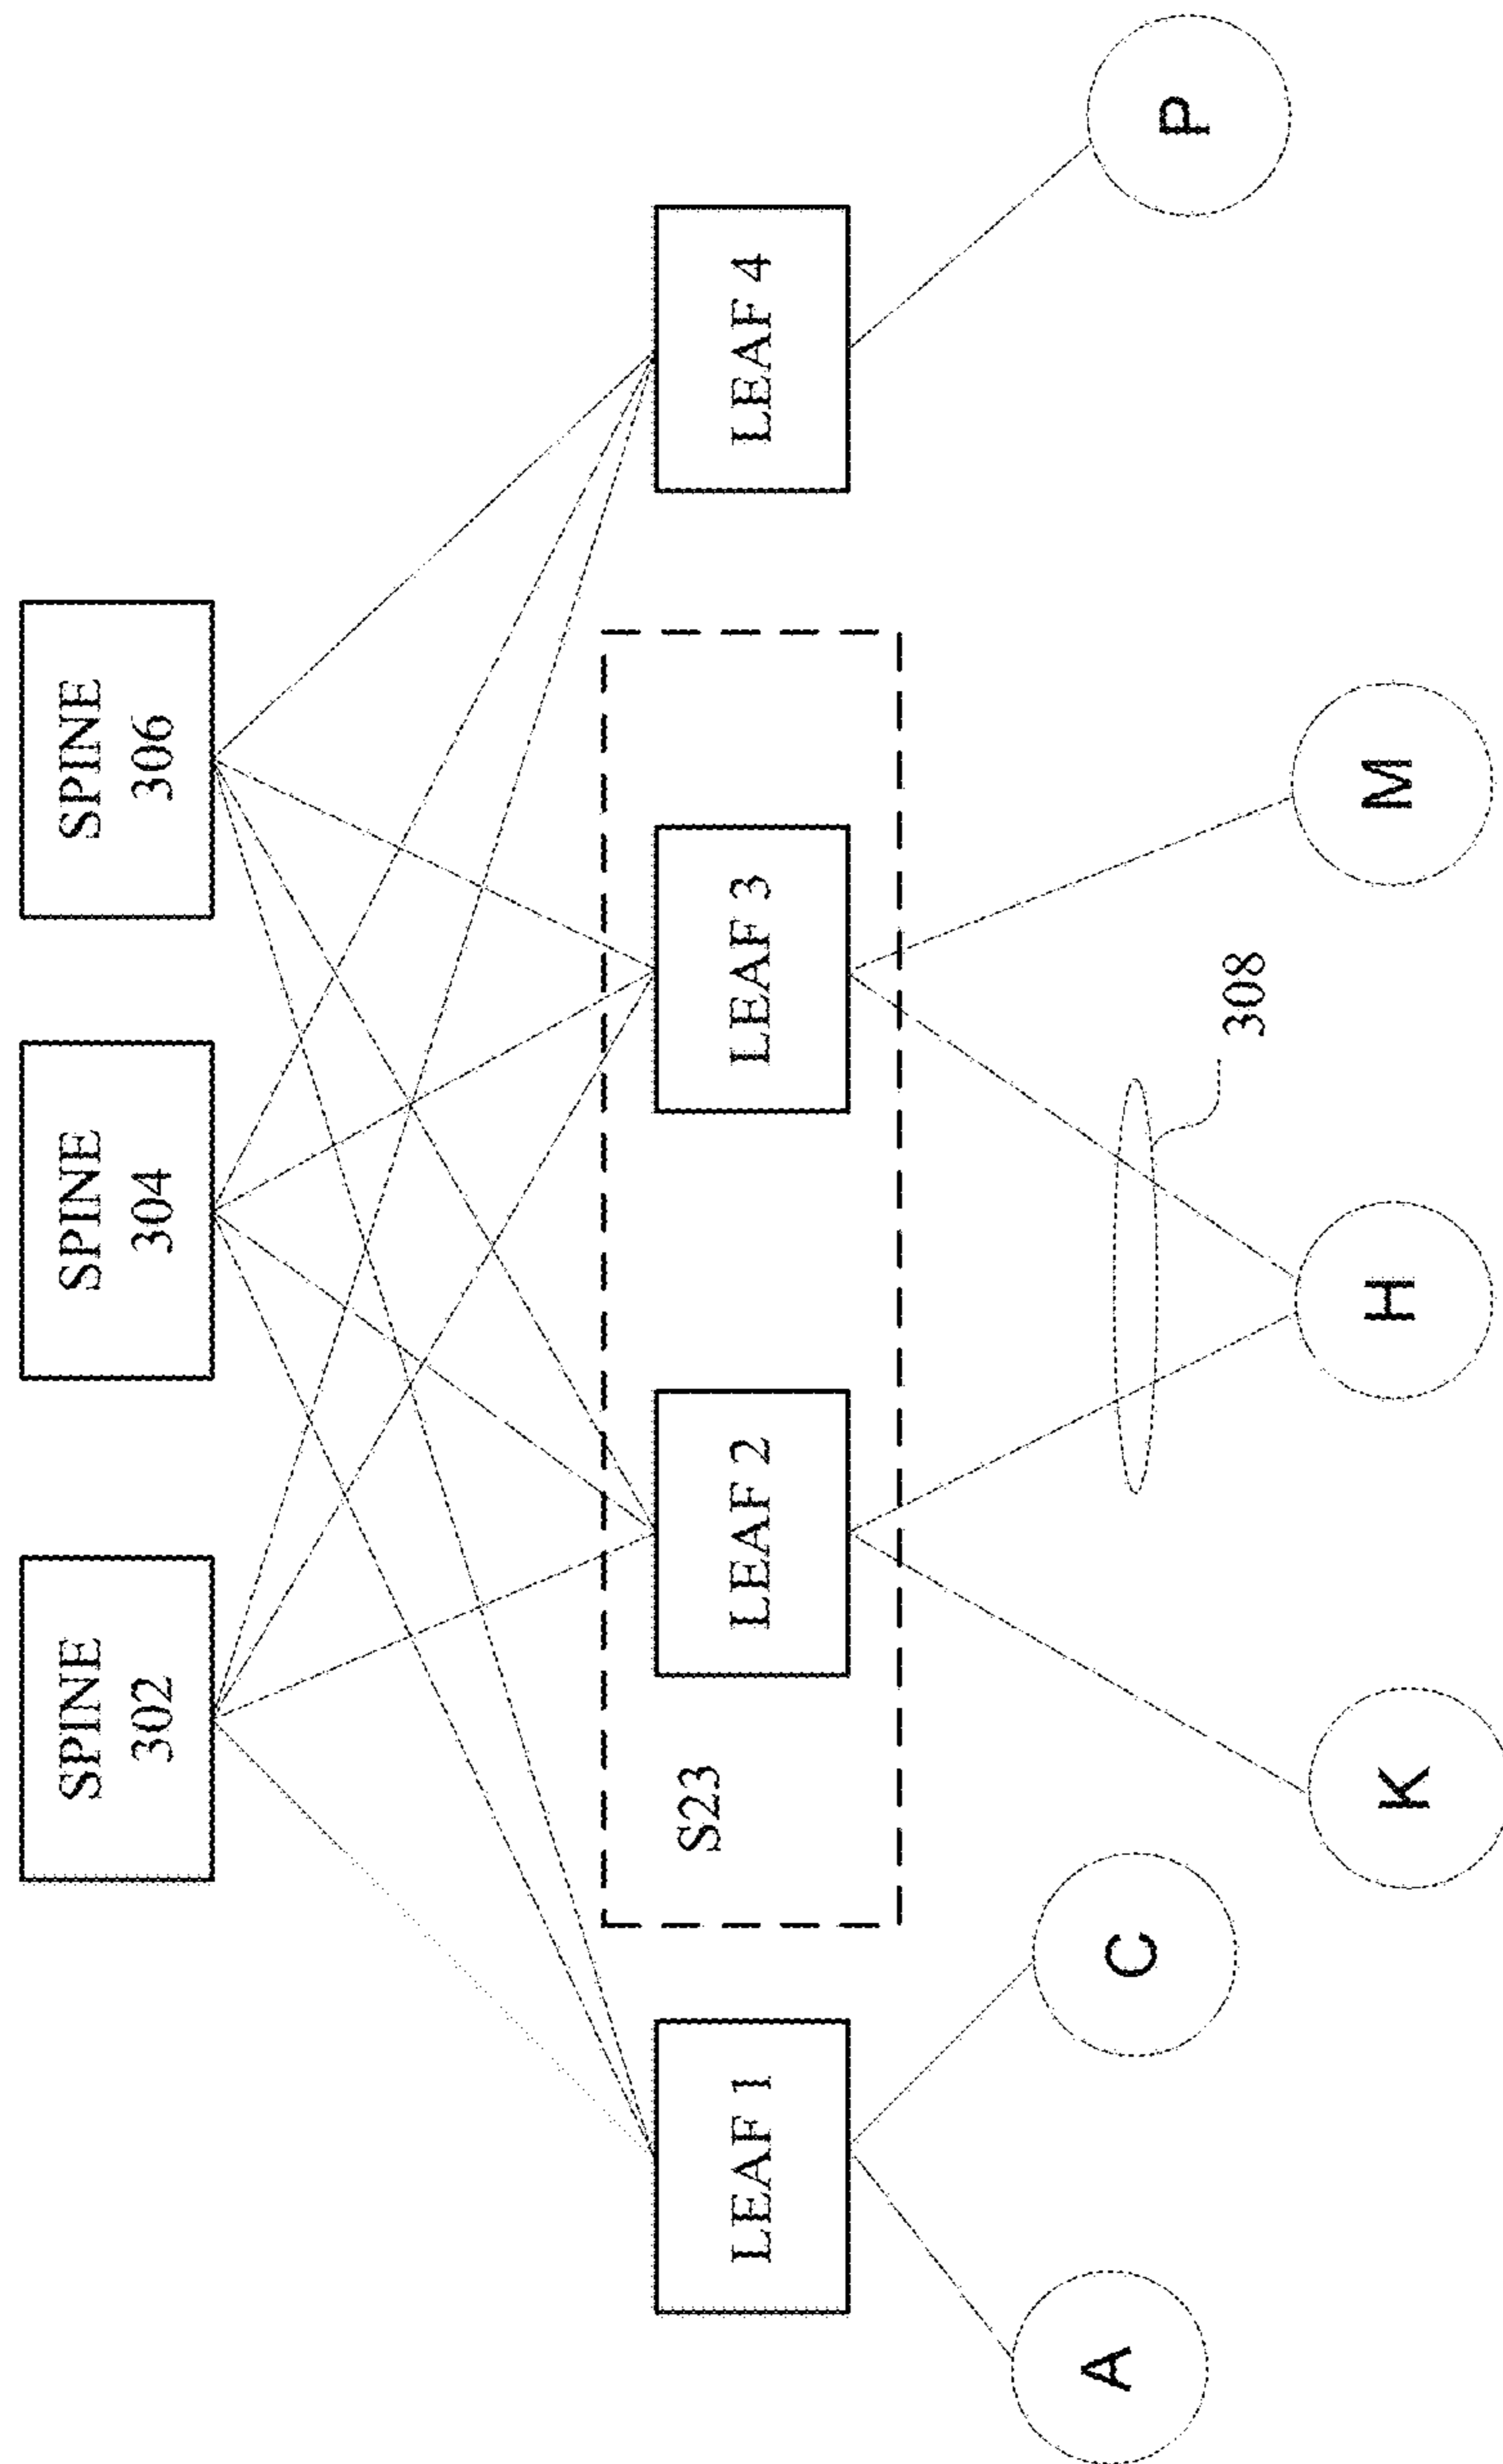 SPINE
302
SPINE
304
SPINE
306
S23
LEAF 1
LEAF 2
LEAF 3
LEAF 4
308
A
C
K
H
M
P